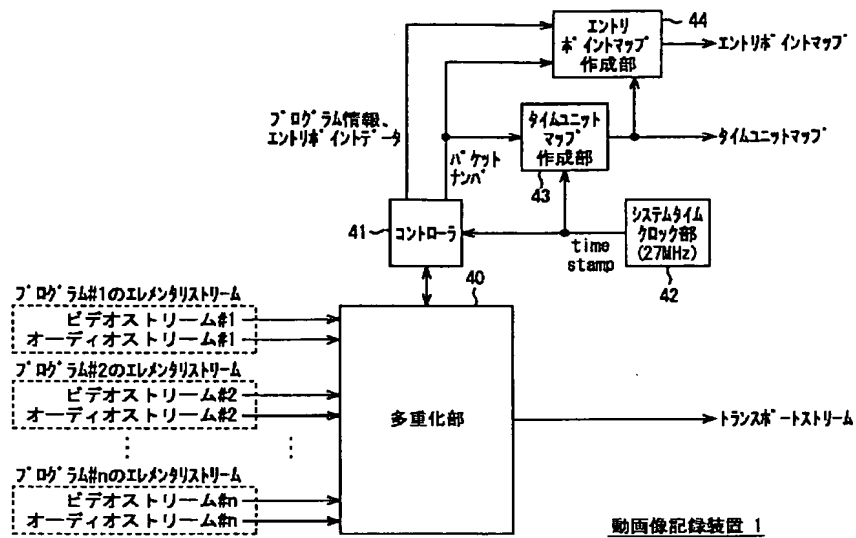 44
エントリ
ポイントマップ
作成部
エントリポイントマップ
プログラム情報、
エントリポイントデータ
タイムユニット
マップ
作成部
タイムユニットマップ
パケット
ナンバ
43
41
コントローラ
システムタイム
クロック部
(27MHz)
time
stamp
42
40
プログラム#1のエレメンタリストリーム
ビデオストリーム#1
オーディオストリーム#1
プログラム#2のエレメンタリストリーム
ビデオストリーム#2
オーディオストリーム#2
多重化部
トランスポートストリーム
プログラム#nのエレメンタリストリーム
ビデオストリーム#n
オーディオストリーム#n
動画像記録装置 1